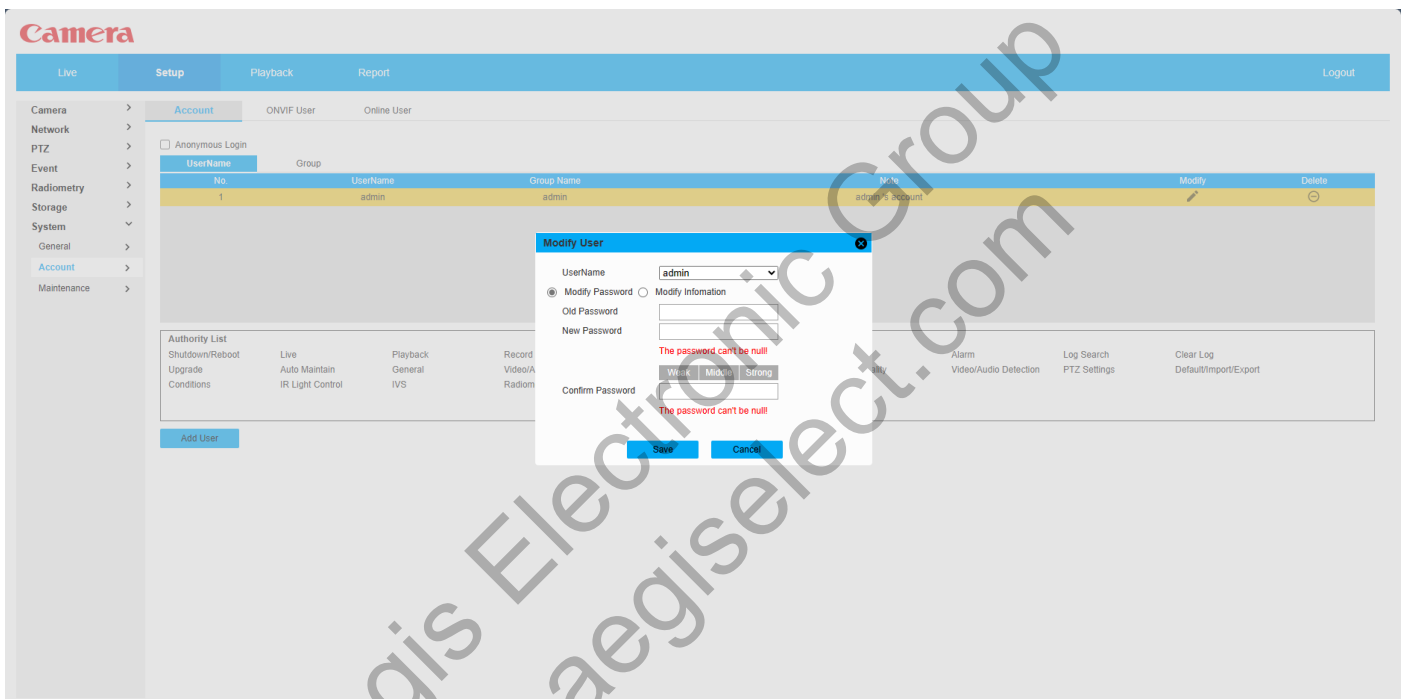 Camera
Live Setup Playback Report Logout
Camera
Network
PTZ
Event
Radiometry
Storage
System
General
Account
Maintenance
Account ONVIF User Online User
Anonymous Login
UserName Group
No. UserName Group Name Note Modify Delete
1 admin admin admin 's account
Modify User
UserName admin
Modify Password Modify Infomation
Old Password
New Password
The password can't be null!
Weak Middle Strong
Confirm Password
The password can't be null!
Save Cancel
Authority List
Shutdown/Reboot Live Playback Record Alarm Log Search Clear Log
Upgrade Auto Maintain General Video/A ality Video/Audio Detection PTZ Settings Default/Import/Export
Conditions IR Light Control IVS Radiom
Add User
gis Electronic Group
aegiselect.com